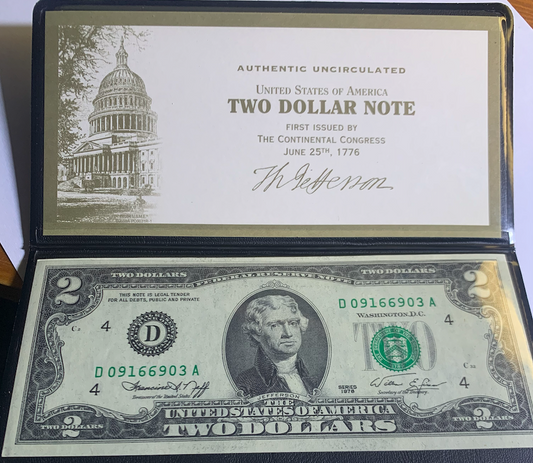 AUTHENTIC UNCIRCULATED
UNITED STATES OF AMERICA
TWO DOLLAR NOTE
FIRST ISSUED BY
THE CONTINENTAL CONGRESS
JUNE 25TH, 1776
Th Jefferson
TWO DOLLARS FEDERAL RESERVE NOTE TWO DOLLARS
2 2
THIS NOTE IS LEGAL TENDER
FOR ALL DEBTS, PUBLIC AND PRIVATE
D 09166903 A
WASHINGTON, D.C.
4 D TWO 4
D 09166903 A
4 4
SERIES
1976
Secretary of the Treasury.
JEFFERSON
THE
UNITED STATES OF AMERICA
TWO DOLLARS 2 TWO DOLLARS TWO DOLLARS 2